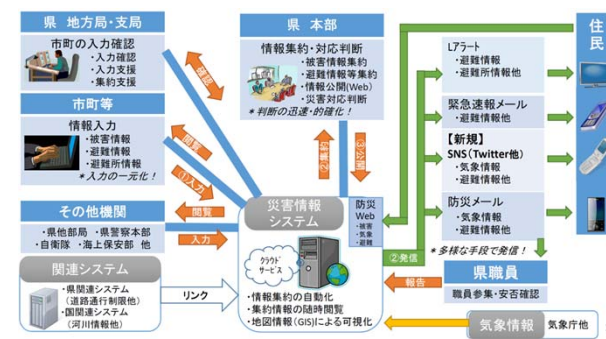 県 地方局・支局
市町の入力確認
・入力確認
・入力支援
・集約支援
市町等
情報入力
・被害情報
・避難情報
・避難所情報
*入力の一元化！
その他機関
・県他部局 ・県警察本部
・自衛隊 ・海上保安部 他
関連システム
・県関連システム
（道路通行制限他）
・国関連システム
（河川情報他）
リンク
確認
閲覧
①入力
閲覧
入力
県 本部
情報集約・対応判断
・被害情報集約
・避難情報等集約
・情報公開(Web)
・災害対応判断
*判断の迅速・的確化！
②集約
③公開
災害情報
システム
クラウド
サービス
・情報集約の自動化
・集約情報の随時閲覧
・地図情報(GIS)による可視化
防災
Web
・被害
・気象
・避難
②発信
報告
Lアラート
・避難情報
・避難所情報他
緊急速報メール
・避難情報他
【新規】
SNS(Twitter他)
・気象情報
・避難情報他
防災メール
・気象情報
・避難情報他
*多様な手段で発信！
県職員
職員参集・安否確認
気象情報 気象庁他
住民